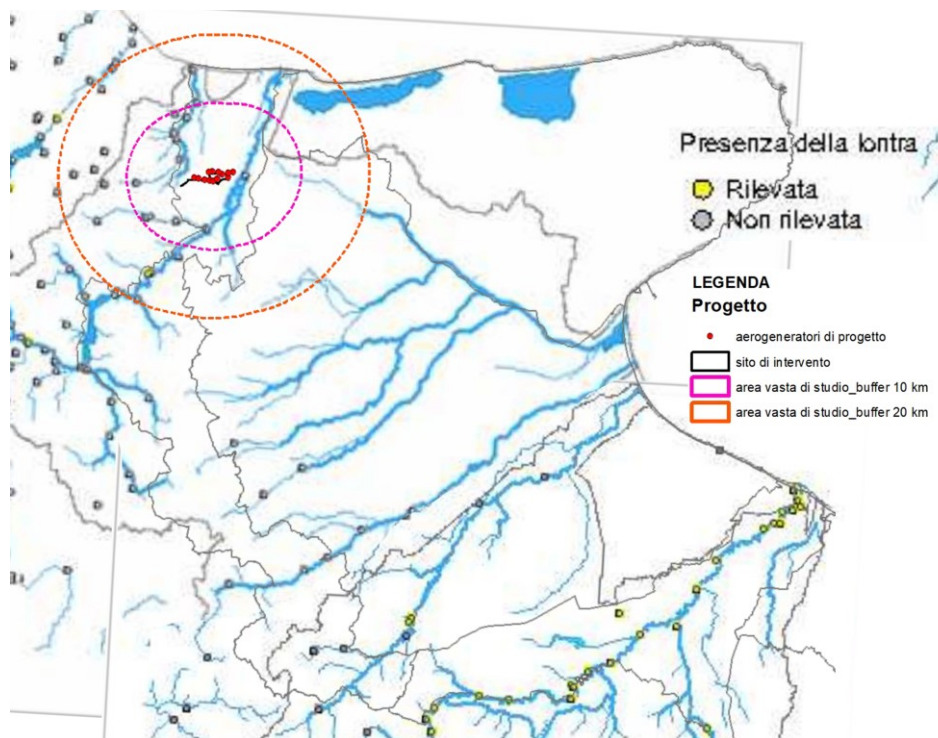 Presenza della lontra
Rilevata
Non rilevata
LEGENDA
Progetto
aerogeneratori di progetto
sito di intervento
area vasta di studio_buffer 10 km
area vasta di studio_buffer 20 km